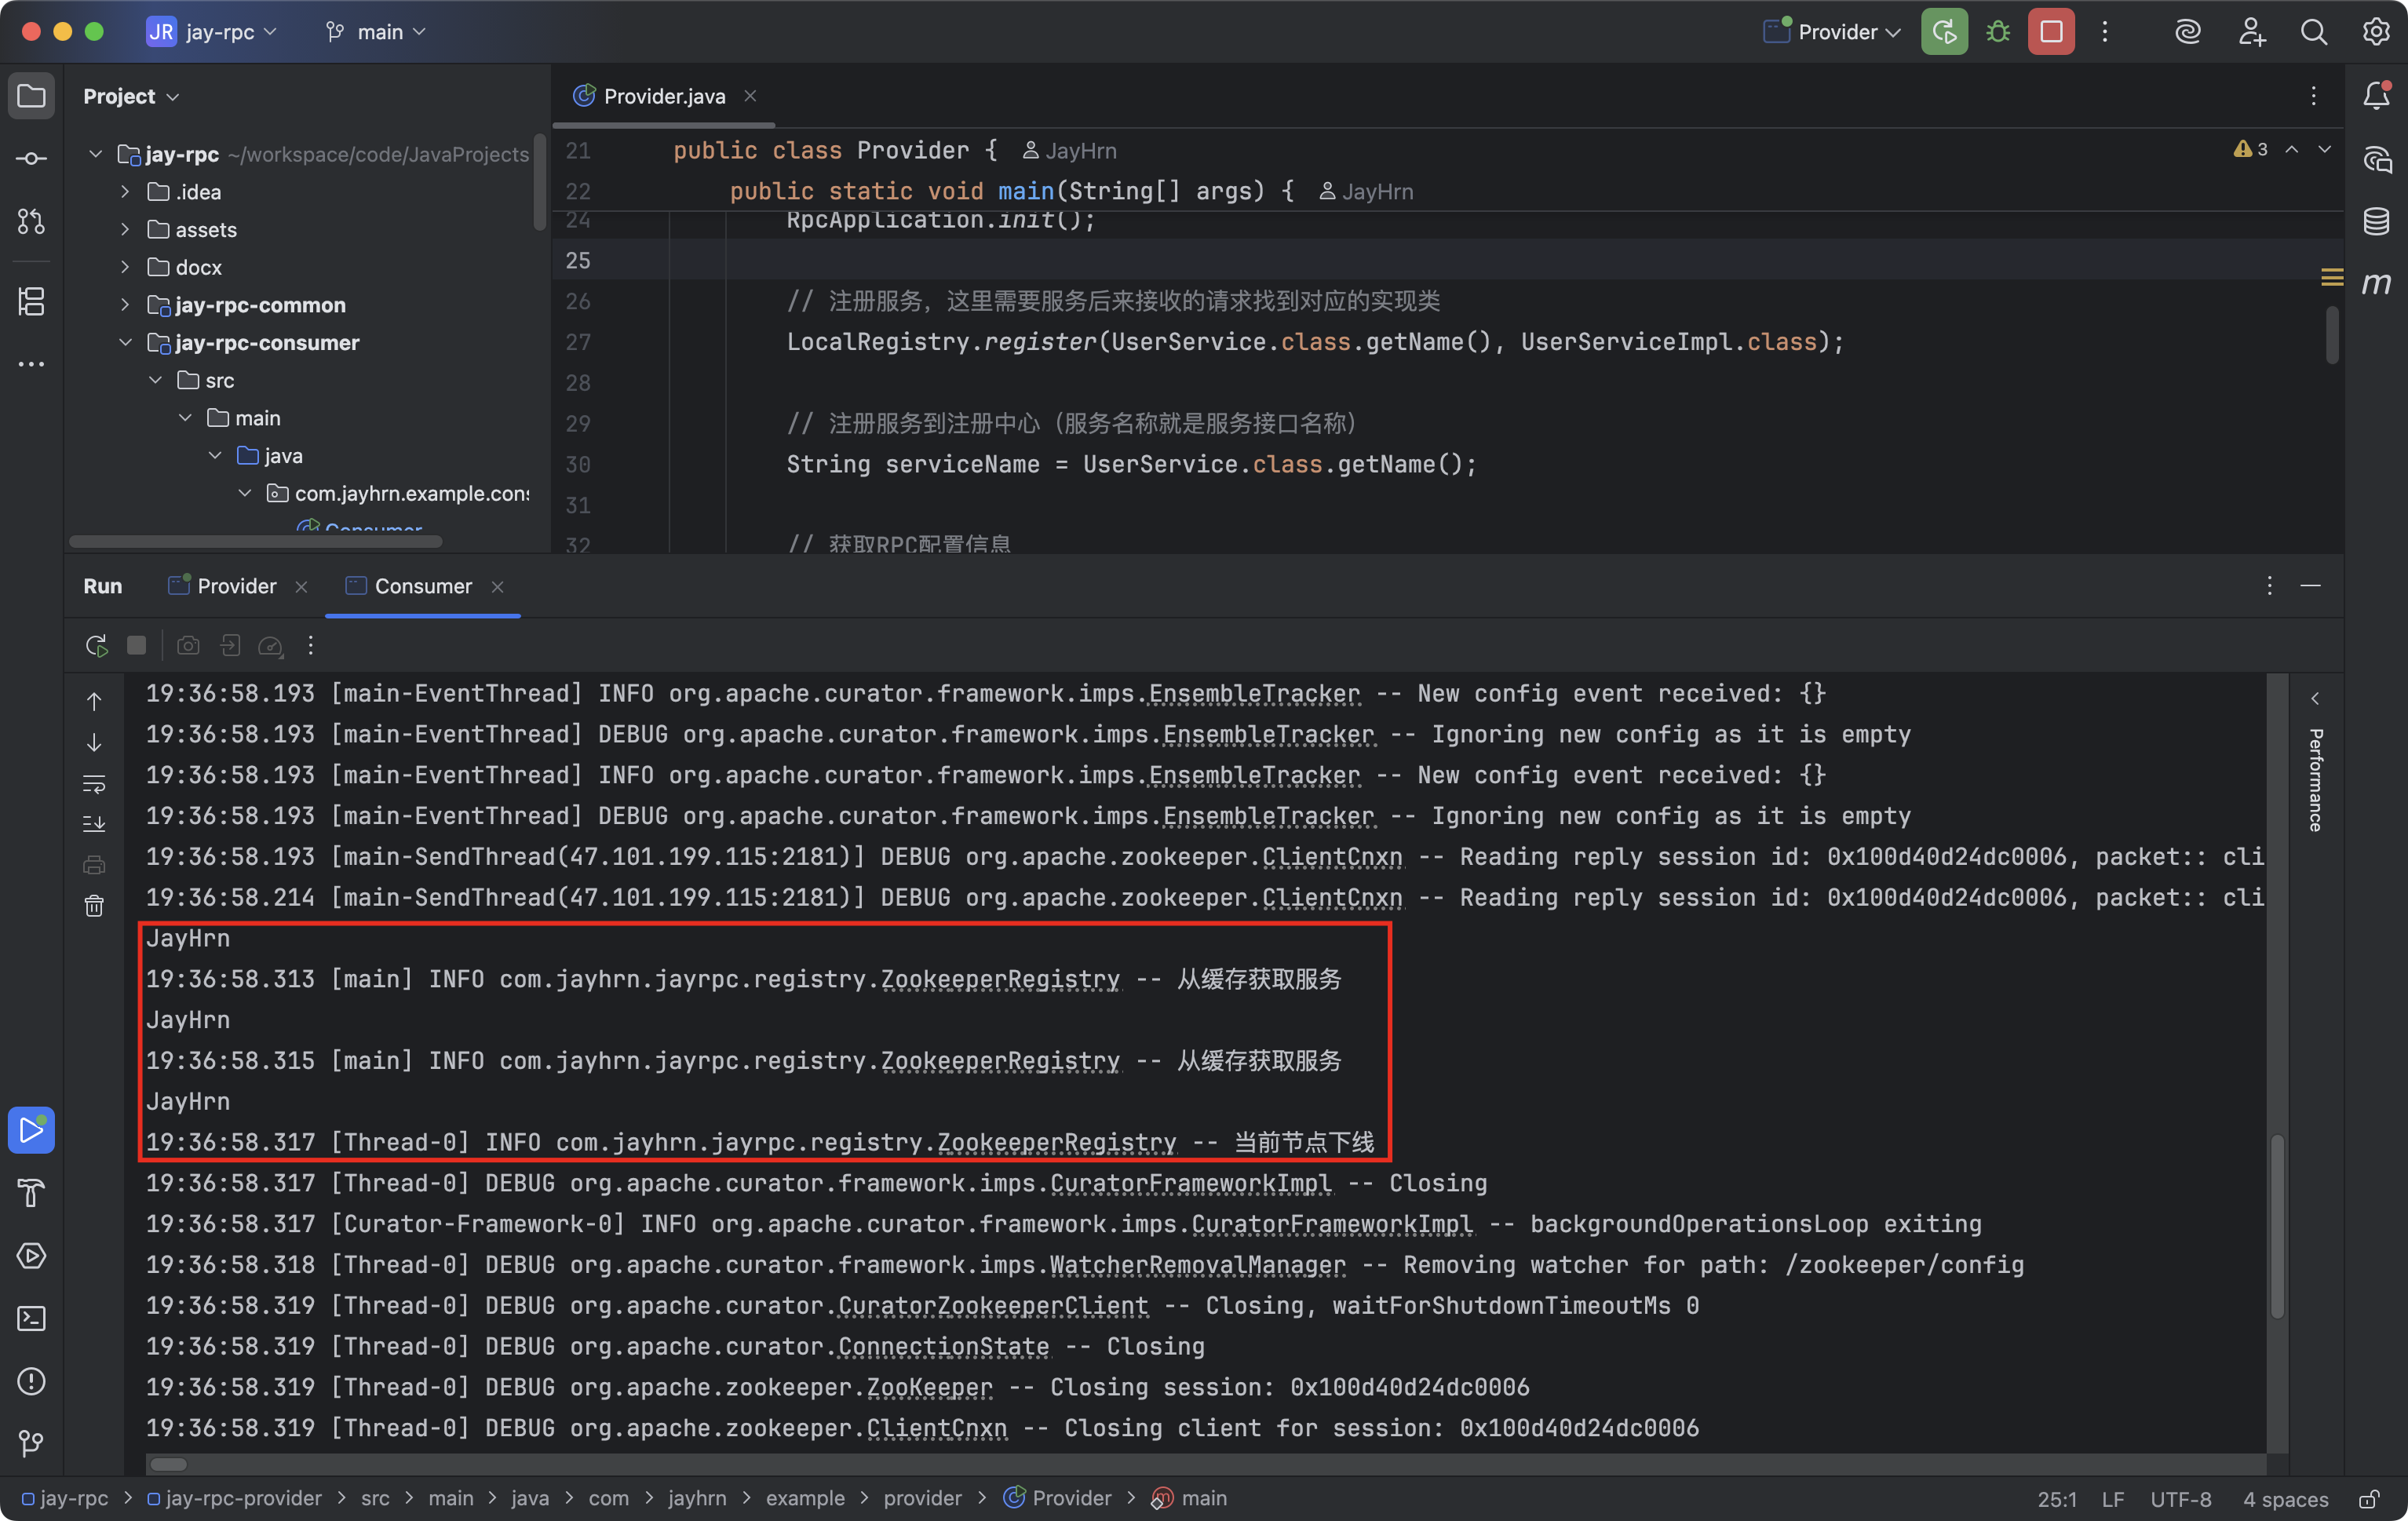 JR jay-rpc main Provider
Project
Provider.java
jay-rpc ~/workspace/code/JavaProjects
.idea
assets
docx
jay-rpc-common
jay-rpc-consumer
src
main
java
com.jayhrn.example.cons
Consumer
21 public class Provider { JayHrn
3
22 public static void main(String[] args) { JayHrn
24 RpcApplication.init();
25
26 // 注册服务，这里需要服务后来接收的请求找到对应的实现类
27 LocalRegistry.register(UserService.class.getName(), UserServiceImpl.class);
28
29 // 注册服务到注册中心（服务名称就是服务接口名称）
30 String serviceName = UserService.class.getName();
31
32 // 获取RPC配置信息
m
Run Provider Consumer
19:36:58.193 [main-EventThread] INFO org.apache.curator.framework.imps.EnsembleTracker -- New config event received: {}
19:36:58.193 [main-EventThread] DEBUG org.apache.curator.framework.imps.EnsembleTracker -- Ignoring new config as it is empty
19:36:58.193 [main-EventThread] INFO org.apache.curator.framework.imps.EnsembleTracker -- New config event received: {}
19:36:58.193 [main-EventThread] DEBUG org.apache.curator.framework.imps.EnsembleTracker -- Ignoring new config as it is empty
19:36:58.193 [main-SendThread(47.101.199.115:2181)] DEBUG org.apache.zookeeper.ClientCnxn -- Reading reply session id: 0x100d40d24dc0006, packet:: cli
19:36:58.214 [main-SendThread(47.101.199.115:2181)] DEBUG org.apache.zookeeper.ClientCnxn -- Reading reply session id: 0x100d40d24dc0006, packet:: cli
JayHrn
19:36:58.313 [main] INFO com.jayhrn.jayrpc.registry.ZookeeperRegistry -- 从缓存获取服务
JayHrn
19:36:58.315 [main] INFO com.jayhrn.jayrpc.registry.ZookeeperRegistry -- 从缓存获取服务
JayHrn
19:36:58.317 [Thread-0] INFO com.jayhrn.jayrpc.registry.ZookeeperRegistry -- 当前节点下线
19:36:58.317 [Thread-0] DEBUG org.apache.curator.framework.imps.CuratorFrameworkImpl -- Closing
19:36:58.317 [Curator-Framework-0] INFO org.apache.curator.framework.imps.CuratorFrameworkImpl -- backgroundOperationsLoop exiting
19:36:58.318 [Thread-0] DEBUG org.apache.curator.framework.imps.WatcherRemovalManager -- Removing watcher for path: /zookeeper/config
19:36:58.319 [Thread-0] DEBUG org.apache.curator.CuratorZookeeperClient -- Closing, waitForShutdownTimeoutMs 0
19:36:58.319 [Thread-0] DEBUG org.apache.curator.ConnectionState -- Closing
19:36:58.319 [Thread-0] DEBUG org.apache.zookeeper.ZooKeeper -- Closing session: 0x100d40d24dc0006
19:36:58.319 [Thread-0] DEBUG org.apache.zookeeper.ClientCnxn -- Closing client for session: 0x100d40d24dc0006
Performance
jay-rpc > jay-rpc-provider > src > main > java > com > jayhrn > example > provider > Provider > main
25:1 LF UTF-8 4 spaces